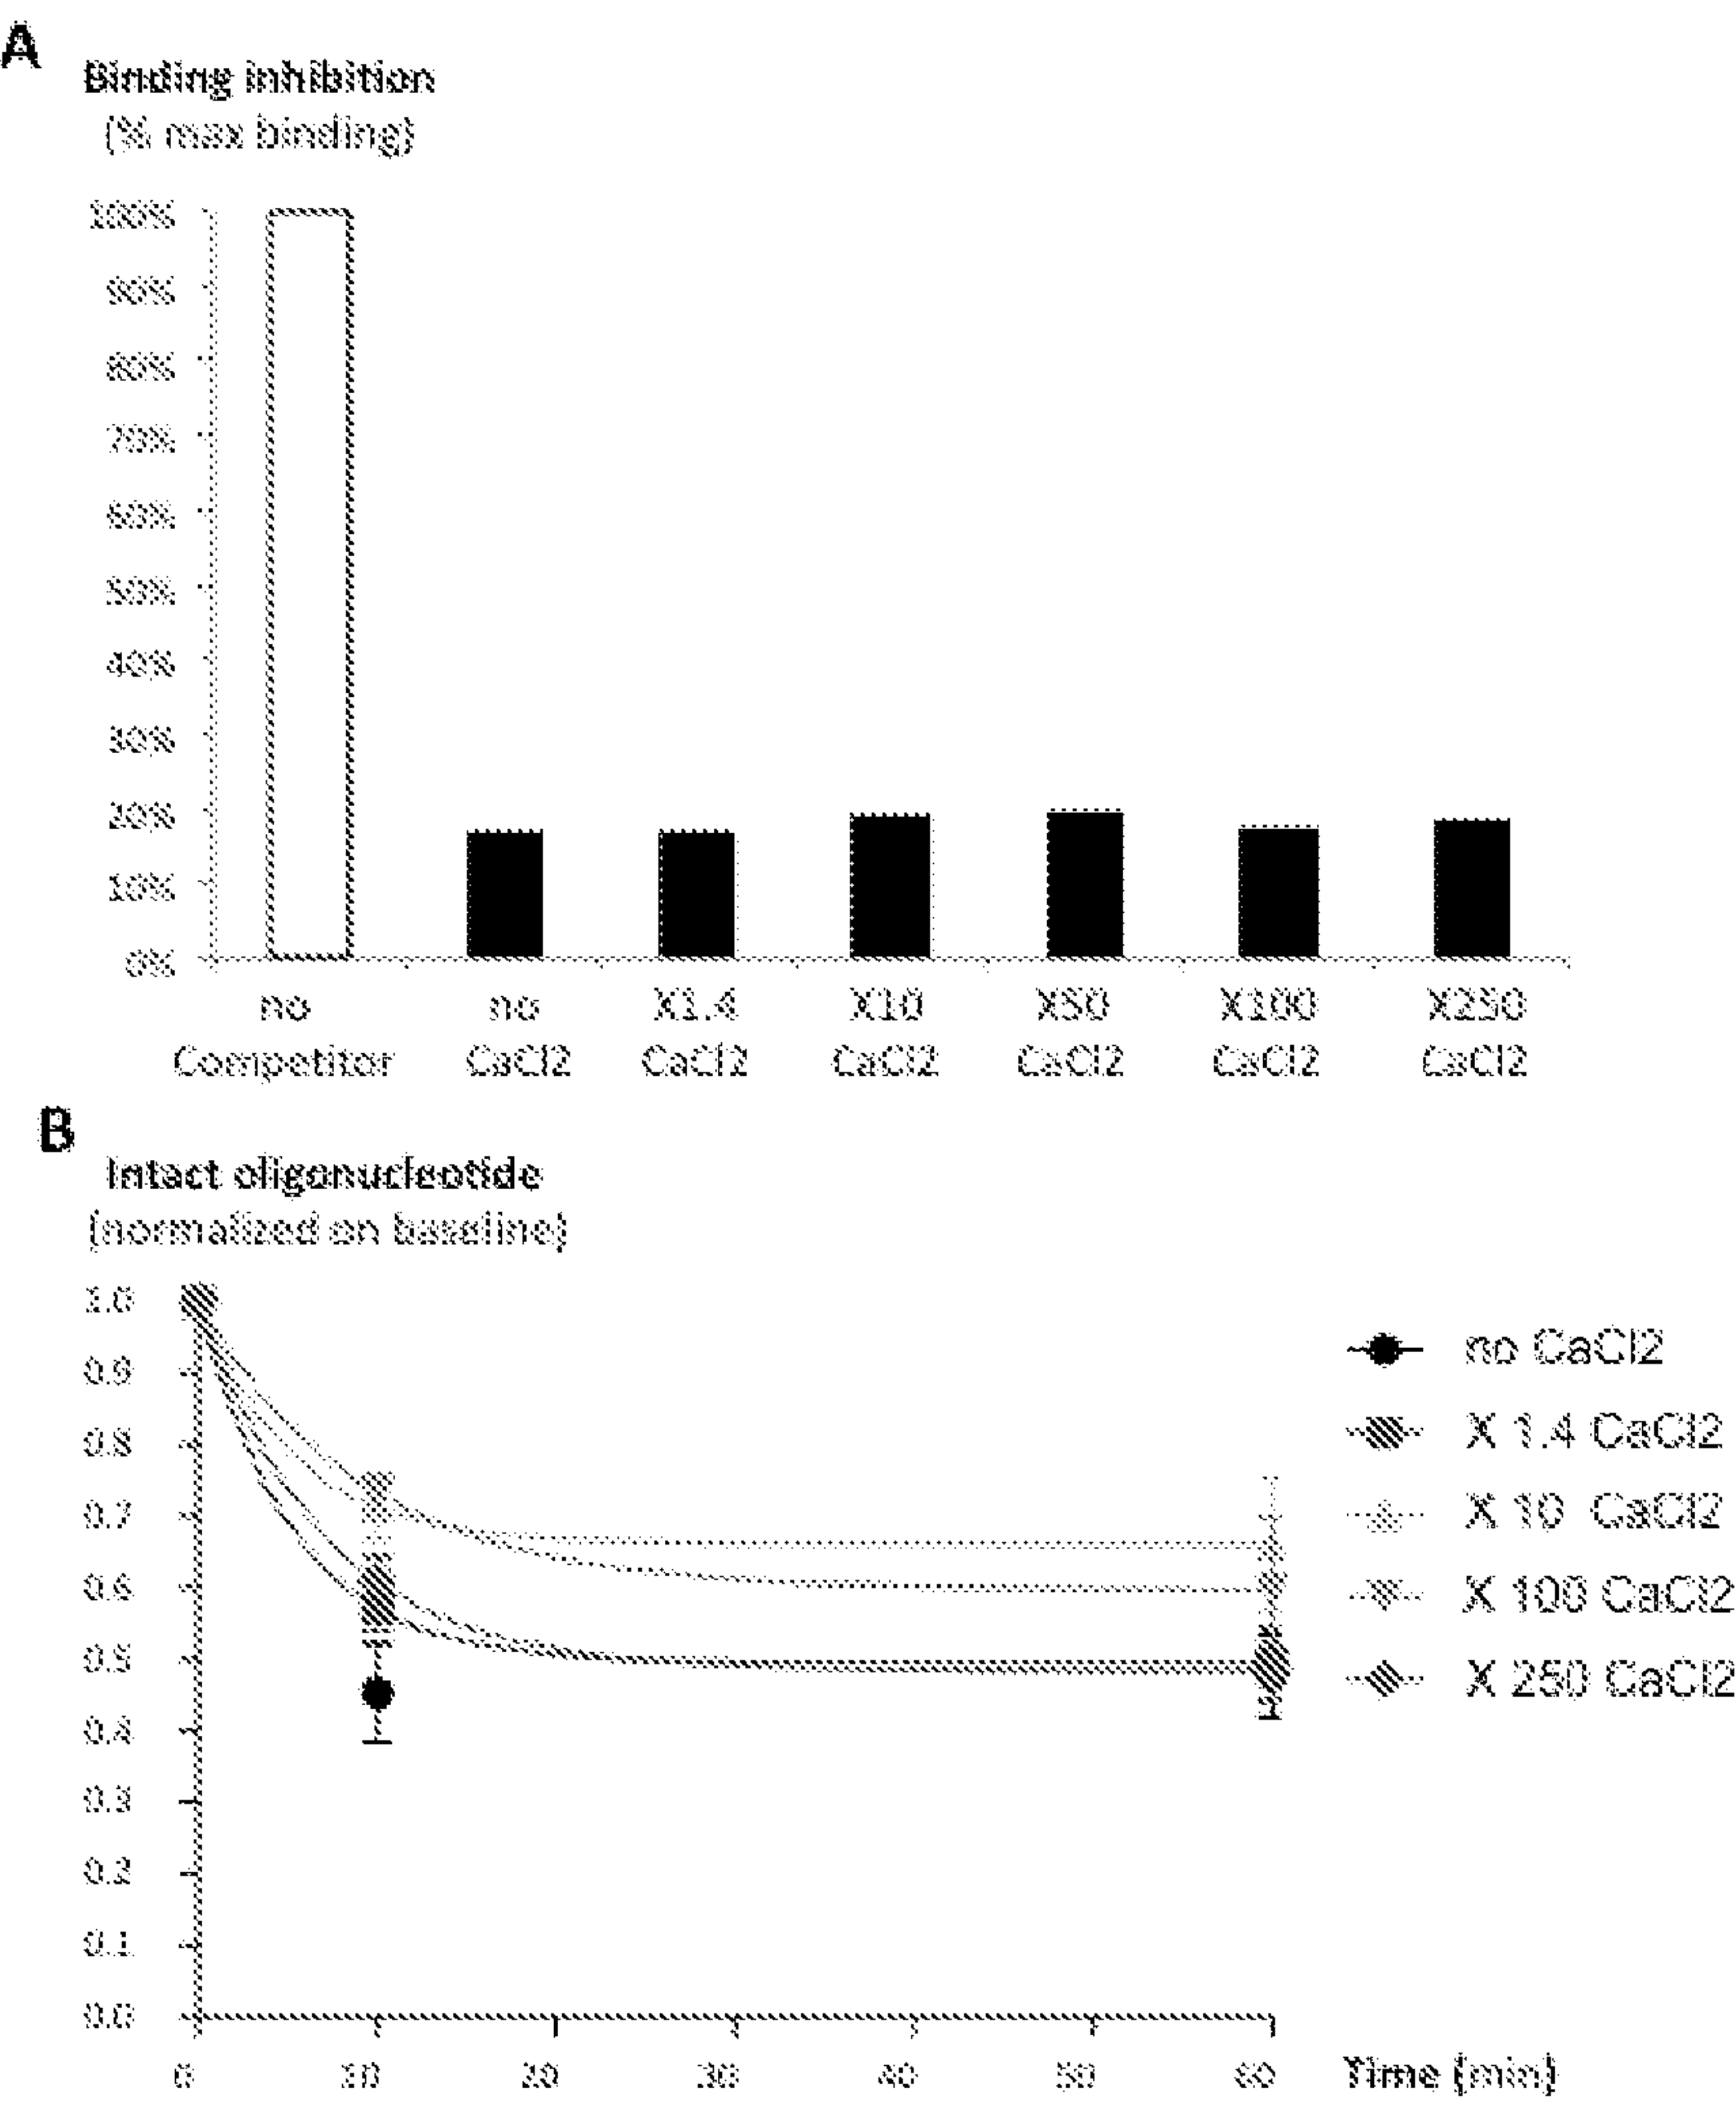 A
Binding inhibition
(% max binding)
100%
90%
80%
70%
60%
50%
40%
30%
20%
10%
0%
no Competitor
no CaCl2
X1.4 CaCl2
X10 CaCl2
X50 CaCl2
X100 CaCl2
X250 CaCl2
B
Intact oligonucleotide
(normalized on baseline)
1.0
0.9
0.8
0.7
0.6
0.5
0.4
0.3
0.2
0.1
0.0
0 10 20 30 40 50 60 Time (min)
no CaCl2
X 1.4 CaCl2
X 10 CaCl2
X 100 CaCl2
X 250 CaCl2